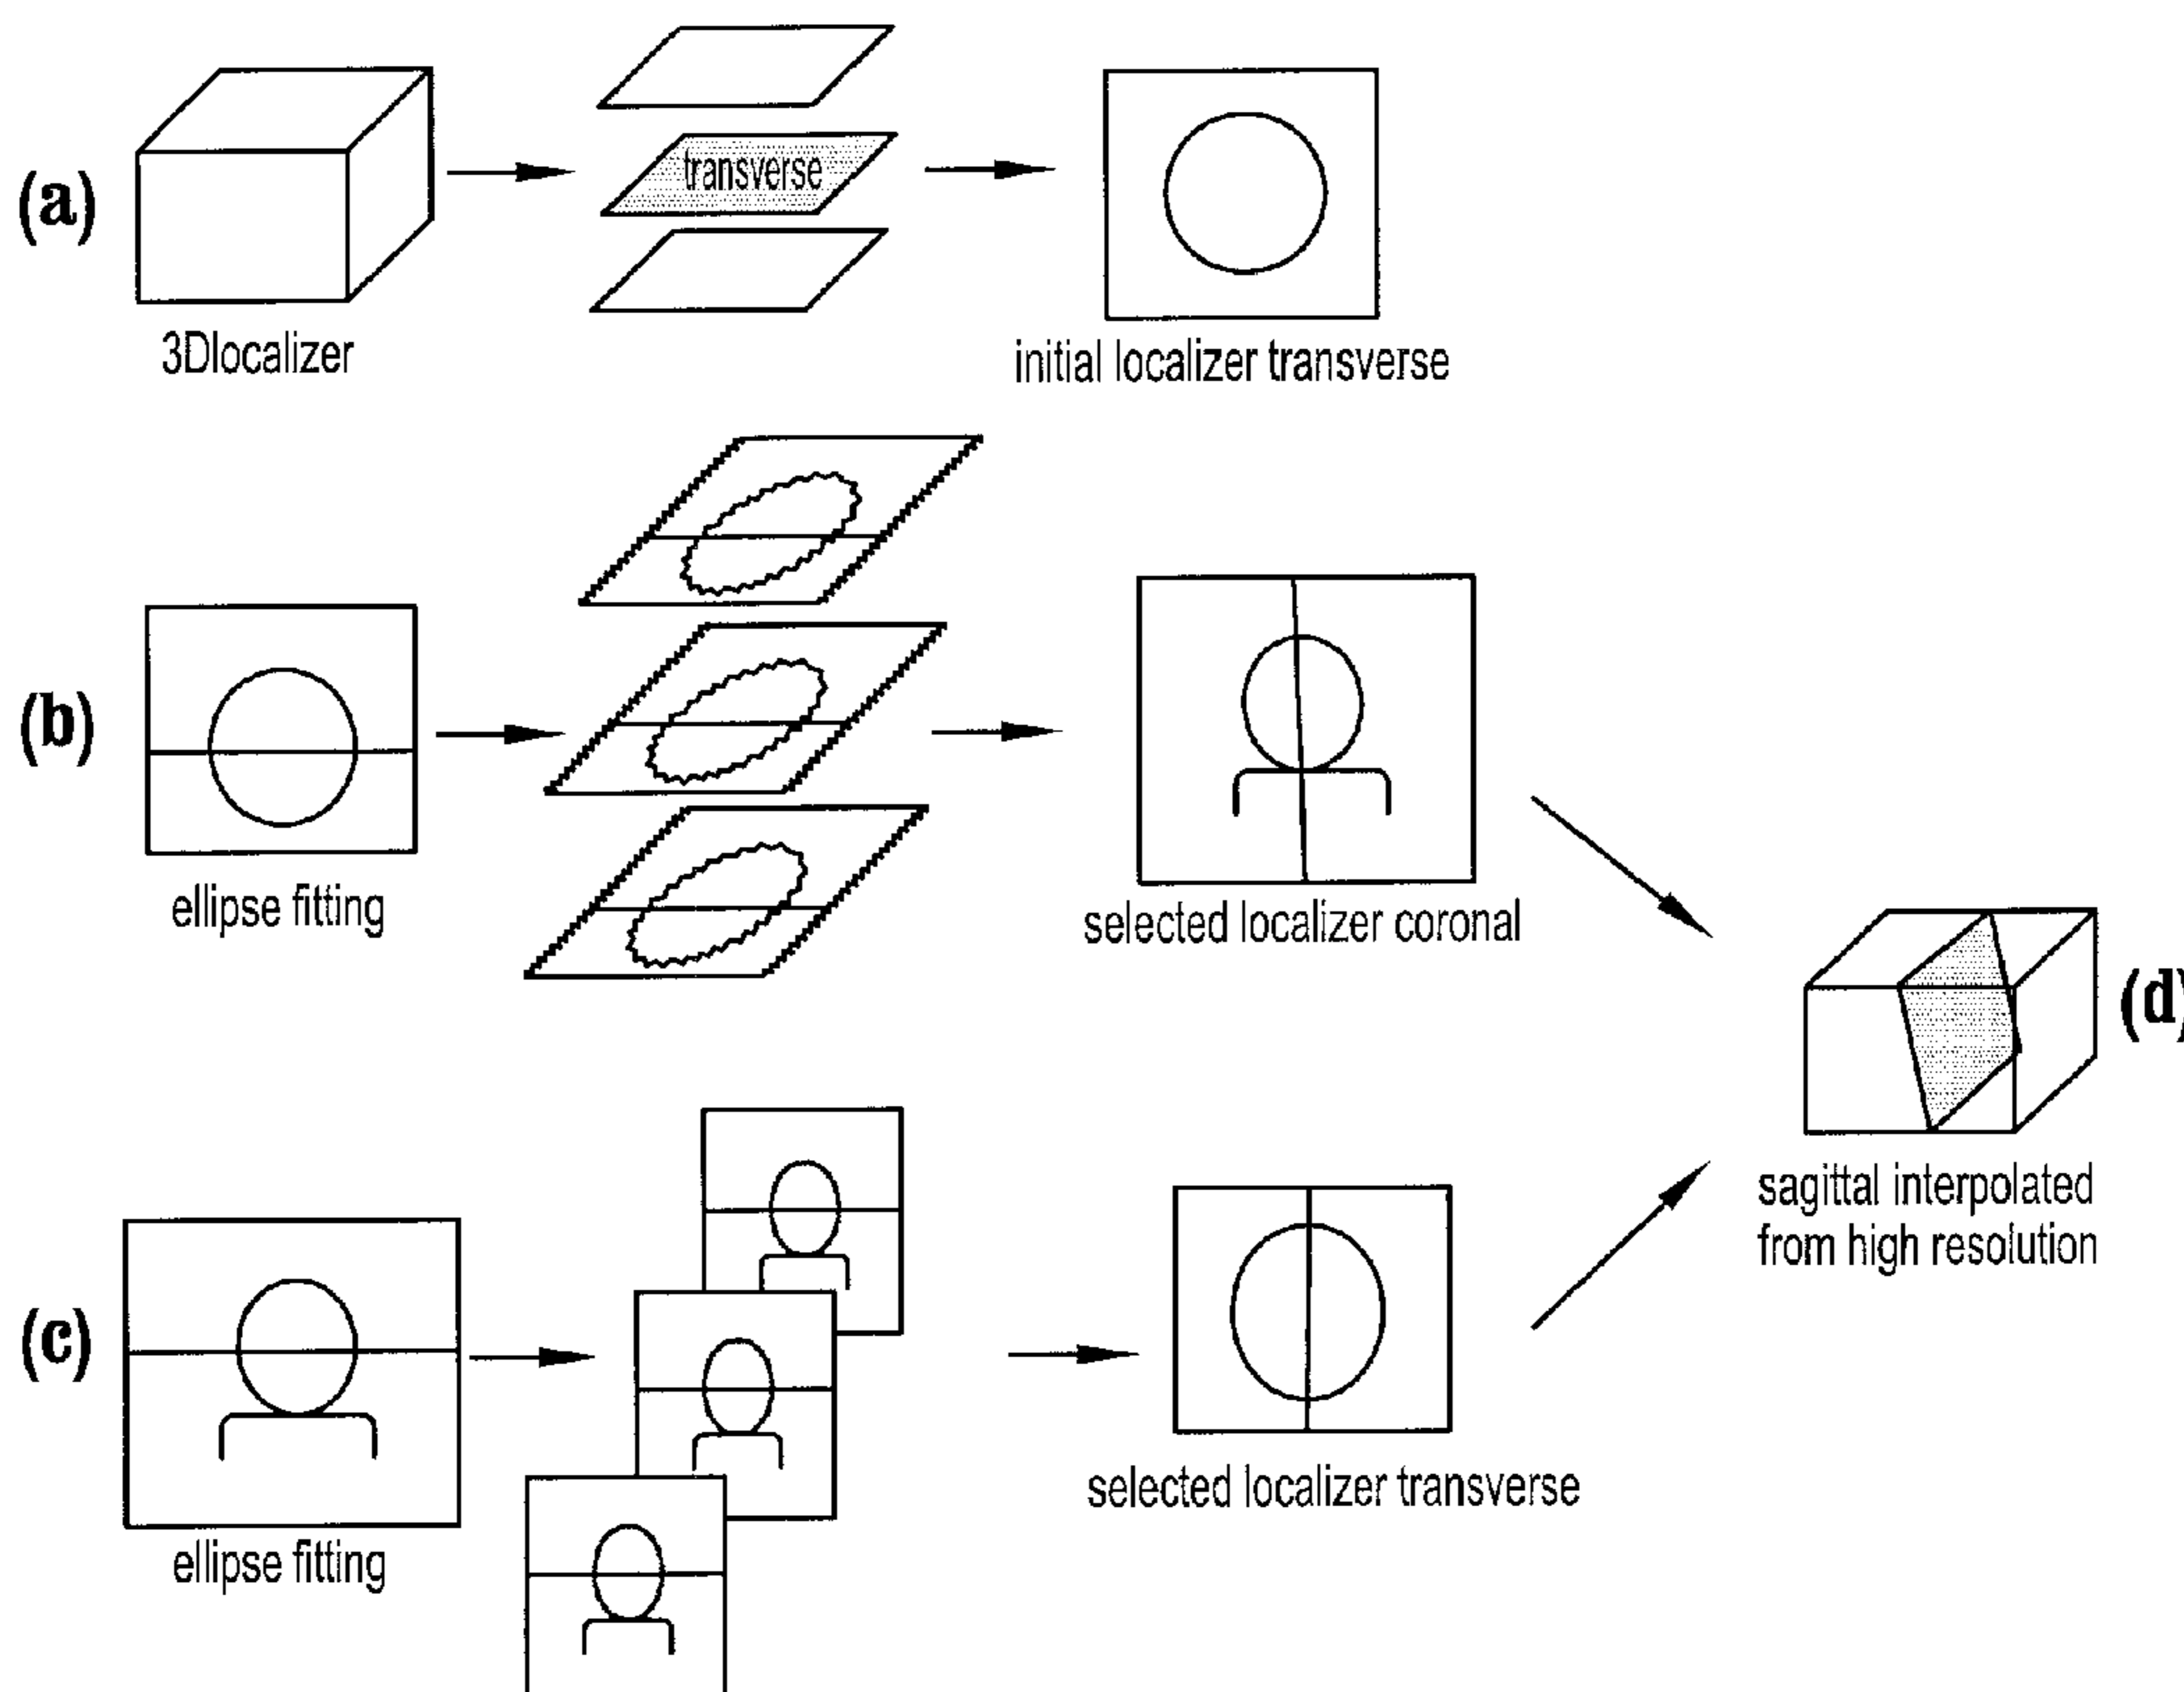 (a)
transverse
3Dlocalizer
initial localizer transverse
(b)
ellipse fitting
selected localizer coronal
(d)
sagittal interpolated
from high resolution
(c)
ellipse fitting
selected localizer transverse